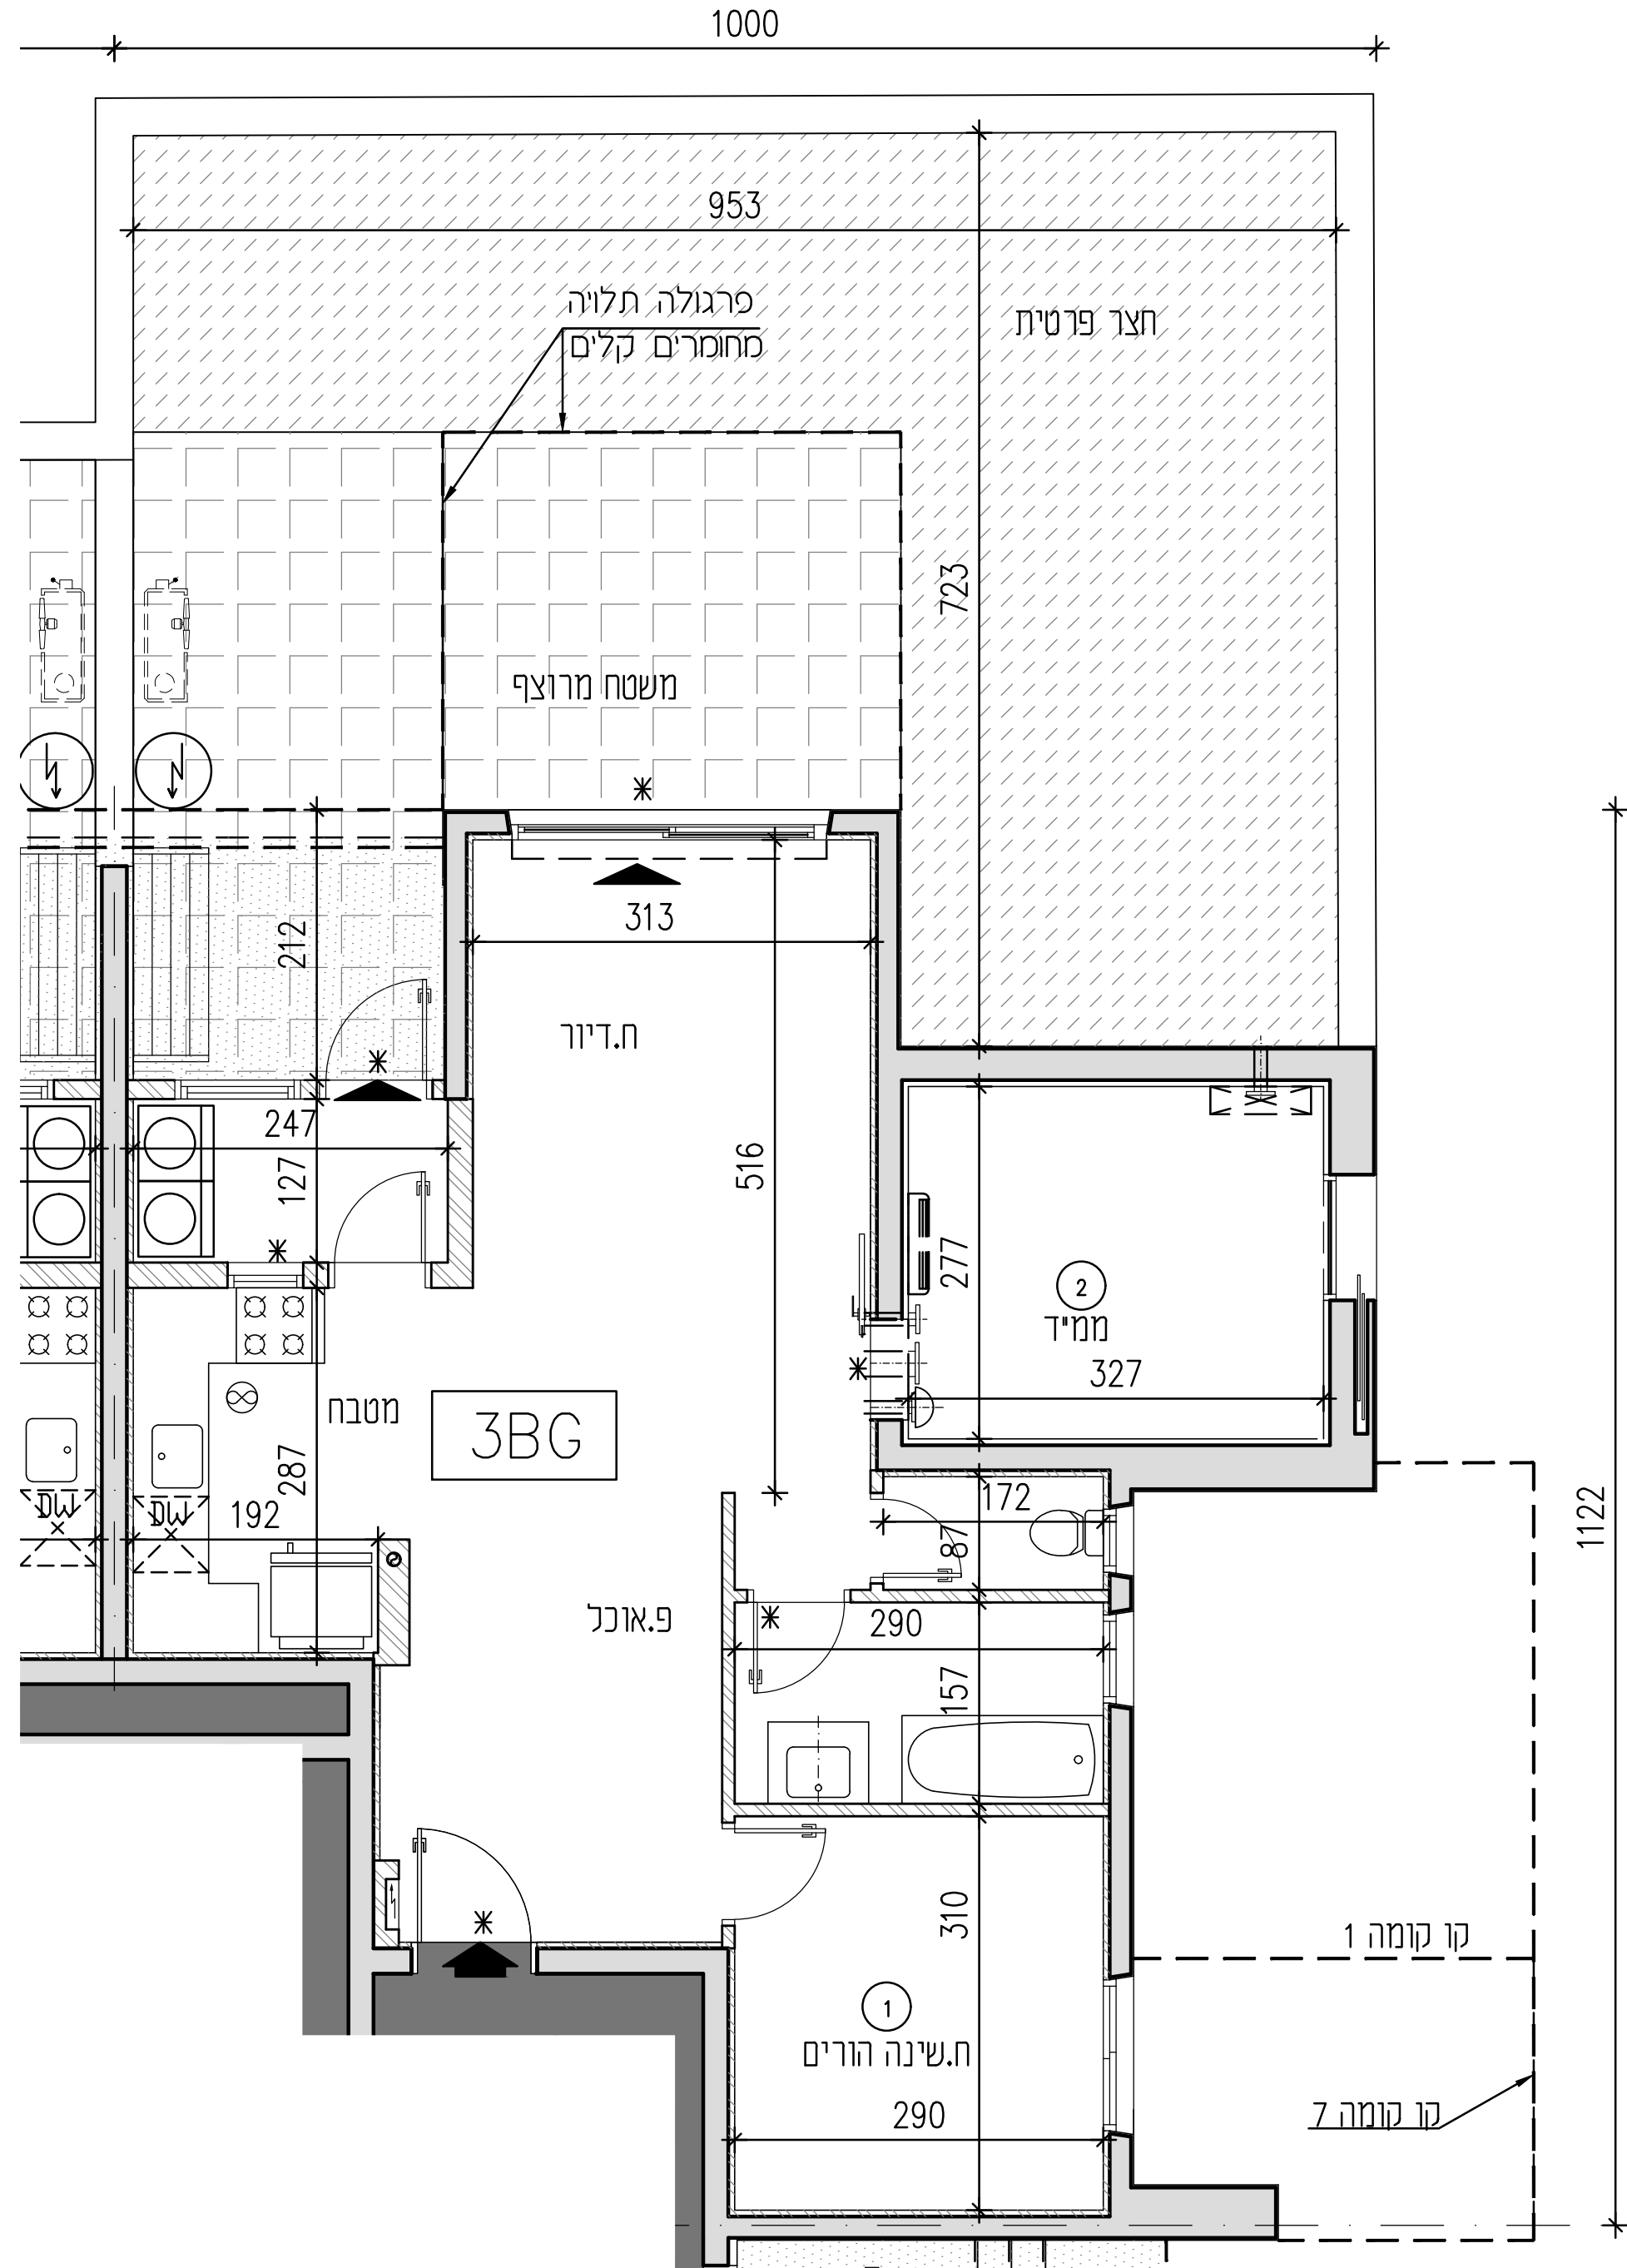 1000
953
פרגולה תלויה
מחומרים קלים
חצר פרטית
723
משטח מרוצף
212
313
ח.דיור
247
127
516
277
2
ממ"ד
327
מטבח
3BG
287
192
DW
DW
172
87
1122
פ.אוכל
290
157
310
קו קומה 1
1
ח.שינה הורים
290
קו קומה 7